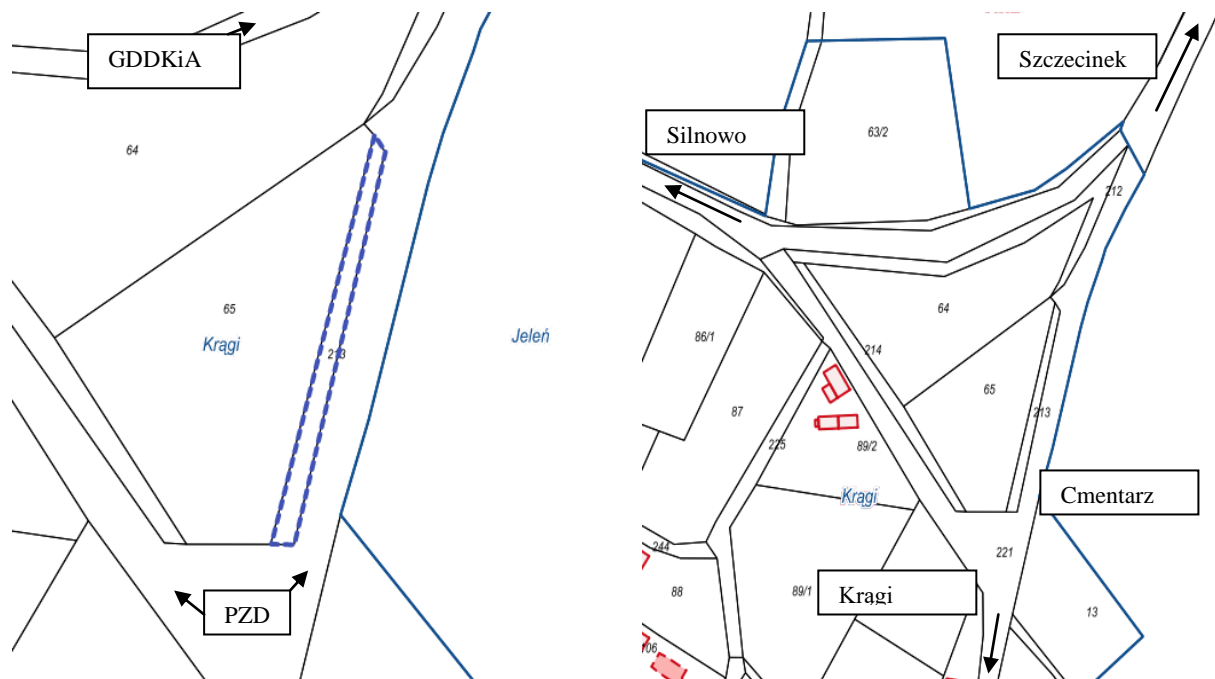 GDDKiA
64
65
Krągi
213
Jeleń
PZD
Szczecinek
Silnowo
63/2
212
86/1
64
214
87
65
213
225
89/2
Krągi
Cmentarz
244
221
88
89/1
Krągi
13
106